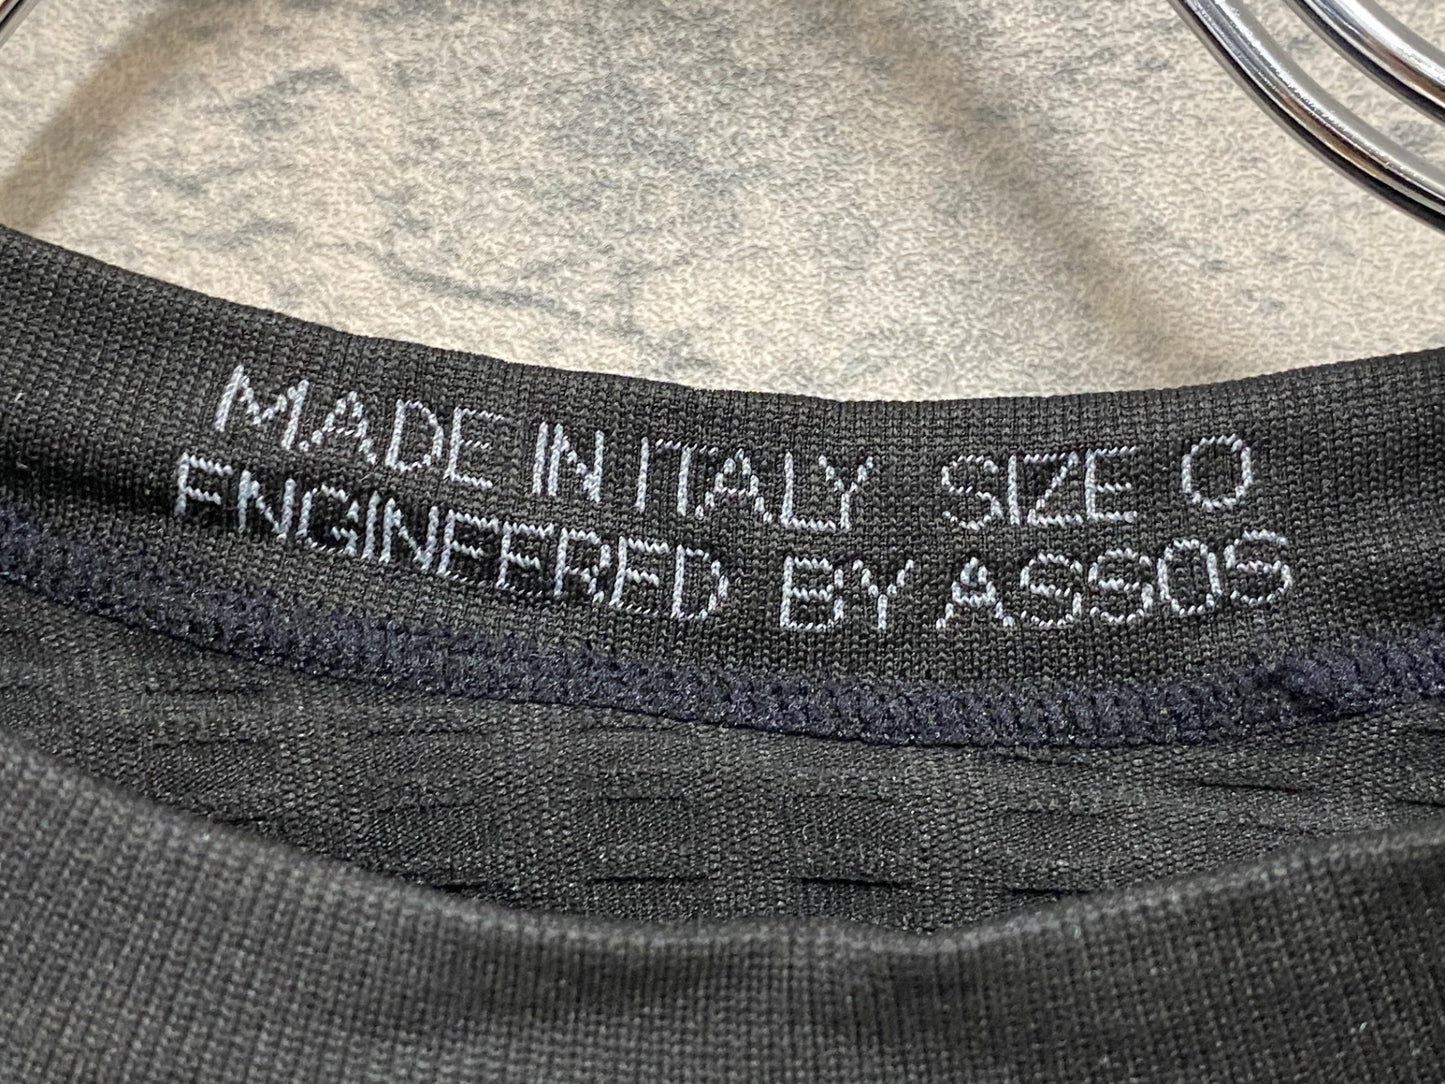 MADE IN ITALY SIZE 0
ENGINEERED BY ASSOS